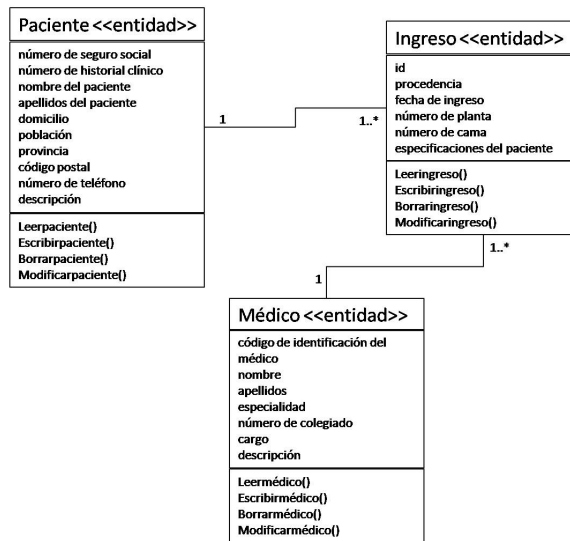 Paciente <<entidad>>
número de seguro social
número de historial clínico
nombre del paciente
apellidos del paciente
domicilio
población
provincia
código postal
número de teléfono
descripción
Leerpaciente()
Escribirpaciente()
Borrarpaciente()
Modificarpaciente()
1
1..*
Ingreso <<entidad>>
id
procedencia
fecha de ingreso
número de planta
número de cama
especificaciones del paciente
Leeringreso()
Escribiringreso()
Borraringreso()
Modificaringreso()
1..*
1
Médico <<entidad>>
código de identificación del
médico
nombre
apellidos
especialidad
número de colegiado
cargo
descripción
Leermédico()
Escribirmédico()
Borrarmédico()
Modificarmédico()